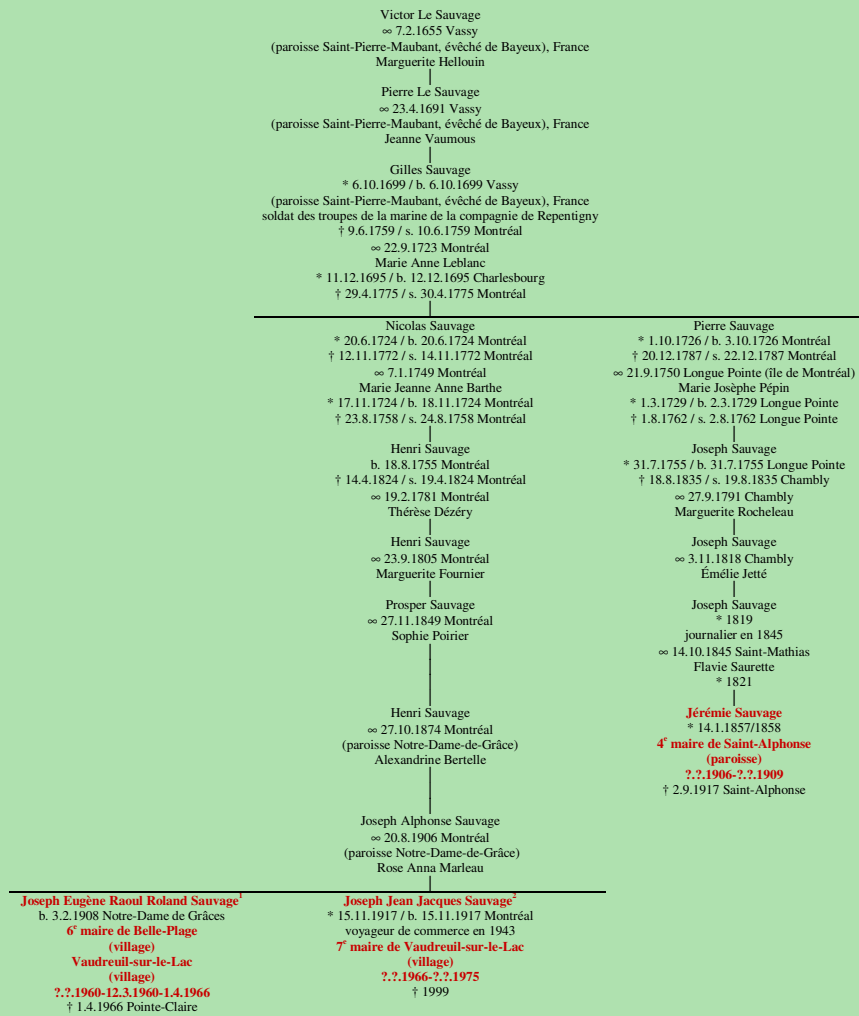 Victor Le Sauvage
∞ 7.2.1655 Vassy
(paroisse Saint-Pierre-Maubant, évêché de Bayeux), France
Marguerite Hellouin
Pierre Le Sauvage
∞ 23.4.1691 Vassy
(paroisse Saint-Pierre-Maubant, évêché de Bayeux), France
Jeanne Vaumous
Gilles Sauvage
* 6.10.1699 / b. 6.10.1699 Vassy
(paroisse Saint-Pierre-Maubant, évêché de Bayeux), France
soldat des troupes de la marine de la compagnie de Repentigny
† 9.6.1759 / s. 10.6.1759 Montréal
∞ 22.9.1723 Montréal
Marie Anne Leblanc
* 11.12.1695 / b. 12.12.1695 Charlesbourg
† 29.4.1775 / s. 30.4.1775 Montréal
Nicolas Sauvage
* 20.6.1724 / b. 20.6.1724 Montréal
† 12.11.1772 / s. 14.11.1772 Montréal
∞ 7.1.1749 Montréal
Marie Jeanne Anne Barthe
* 17.11.1724 / b. 18.11.1724 Montréal
† 23.8.1758 / s. 24.8.1758 Montréal
Henri Sauvage
b. 18.8.1755 Montréal
† 14.4.1824 / s. 19.4.1824 Montréal
∞ 19.2.1781 Montréal
Thérèse Dézéry
Henri Sauvage
∞ 23.9.1805 Montréal
Marguerite Fournier
Prosper Sauvage
∞ 27.11.1849 Montréal
Sophie Poirier
Henri Sauvage
∞ 27.10.1874 Montréal
(paroisse Notre-Dame-de-Grâce)
Alexandrine Bertelle
Joseph Alphonse Sauvage
∞ 20.8.1906 Montréal
(paroisse Notre-Dame-de-Grâce)
Rose Anna Marleau
Pierre Sauvage
* 1.10.1726 / b. 3.10.1726 Montréal
† 20.12.1787 / s. 22.12.1787 Montréal
∞ 21.9.1750 Longue Pointe (île de Montréal)
Marie Josèphe Pépin
* 1.3.1729 / b. 2.3.1729 Longue Pointe
† 1.8.1762 / s. 2.8.1762 Longue Pointe
Joseph Sauvage
* 31.7.1755 / b. 31.7.1755 Longue Pointe
† 18.8.1835 / s. 19.8.1835 Chambly
∞ 27.9.1791 Chambly
Marguerite Rocheleau
Joseph Sauvage
∞ 3.11.1818 Chambly
Émélie Jetté
Joseph Sauvage
* 1819
journalier en 1845
∞ 14.10.1845 Saint-Mathias
Flavie Saurette
* 1821
Jérémie Sauvage
* 14.1.1857/1858
4e maire de Saint-Alphonse
(paroisse)
?.?.1906-?.?.1909
† 2.9.1917 Saint-Alphonse
Joseph Eugène Raoul Roland Sauvage1
b. 3.2.1908 Notre-Dame de Grâces
6e maire de Belle-Plage
(village)
Vaudreuil-sur-le-Lac
(village)
?.?.1960-12.3.1960-1.4.1966
† 1.4.1966 Pointe-Claire
Joseph Jean Jacques Sauvage2
* 15.11.1917 / b. 15.11.1917 Montréal
voyageur de commerce en 1943
7e maire de Vaudreuil-sur-le-Lac
(village)
?.?.1966-?.?.1975
† 1999